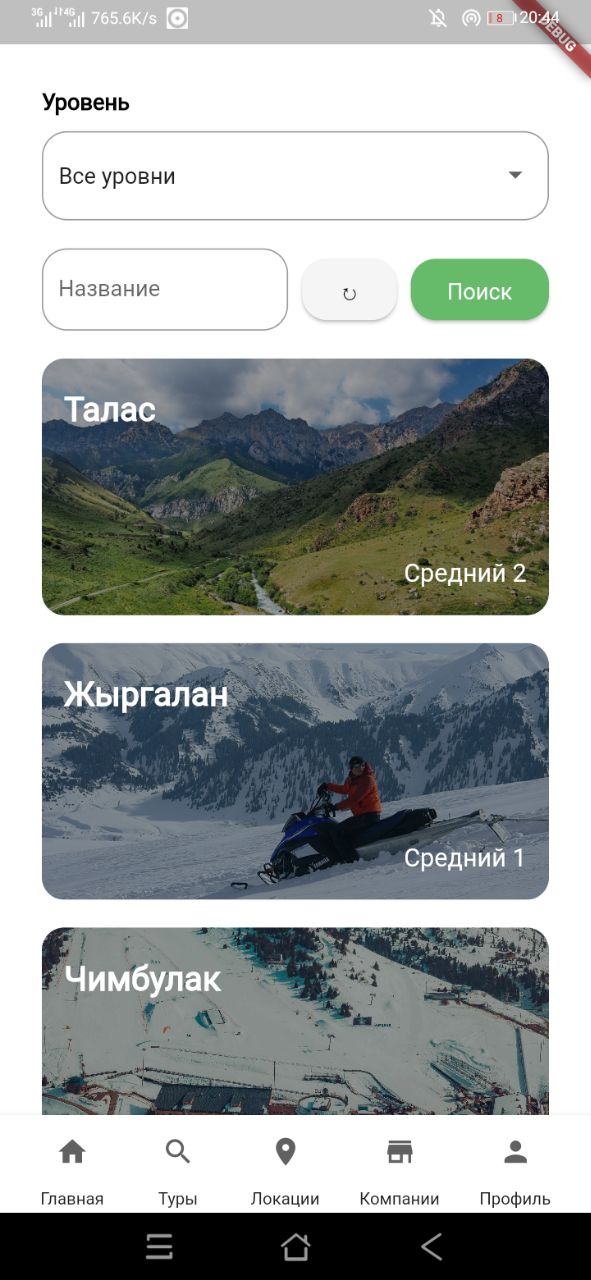 3G 4G 765.6K/s 8 20:44
DEBUG
Уровень
Все уровни
Название
Поиск
Талас
Средний 2
Жыргалан
YAMAHA
Средний 1
Чимбулак
Главная Туры Локации Компании Профиль